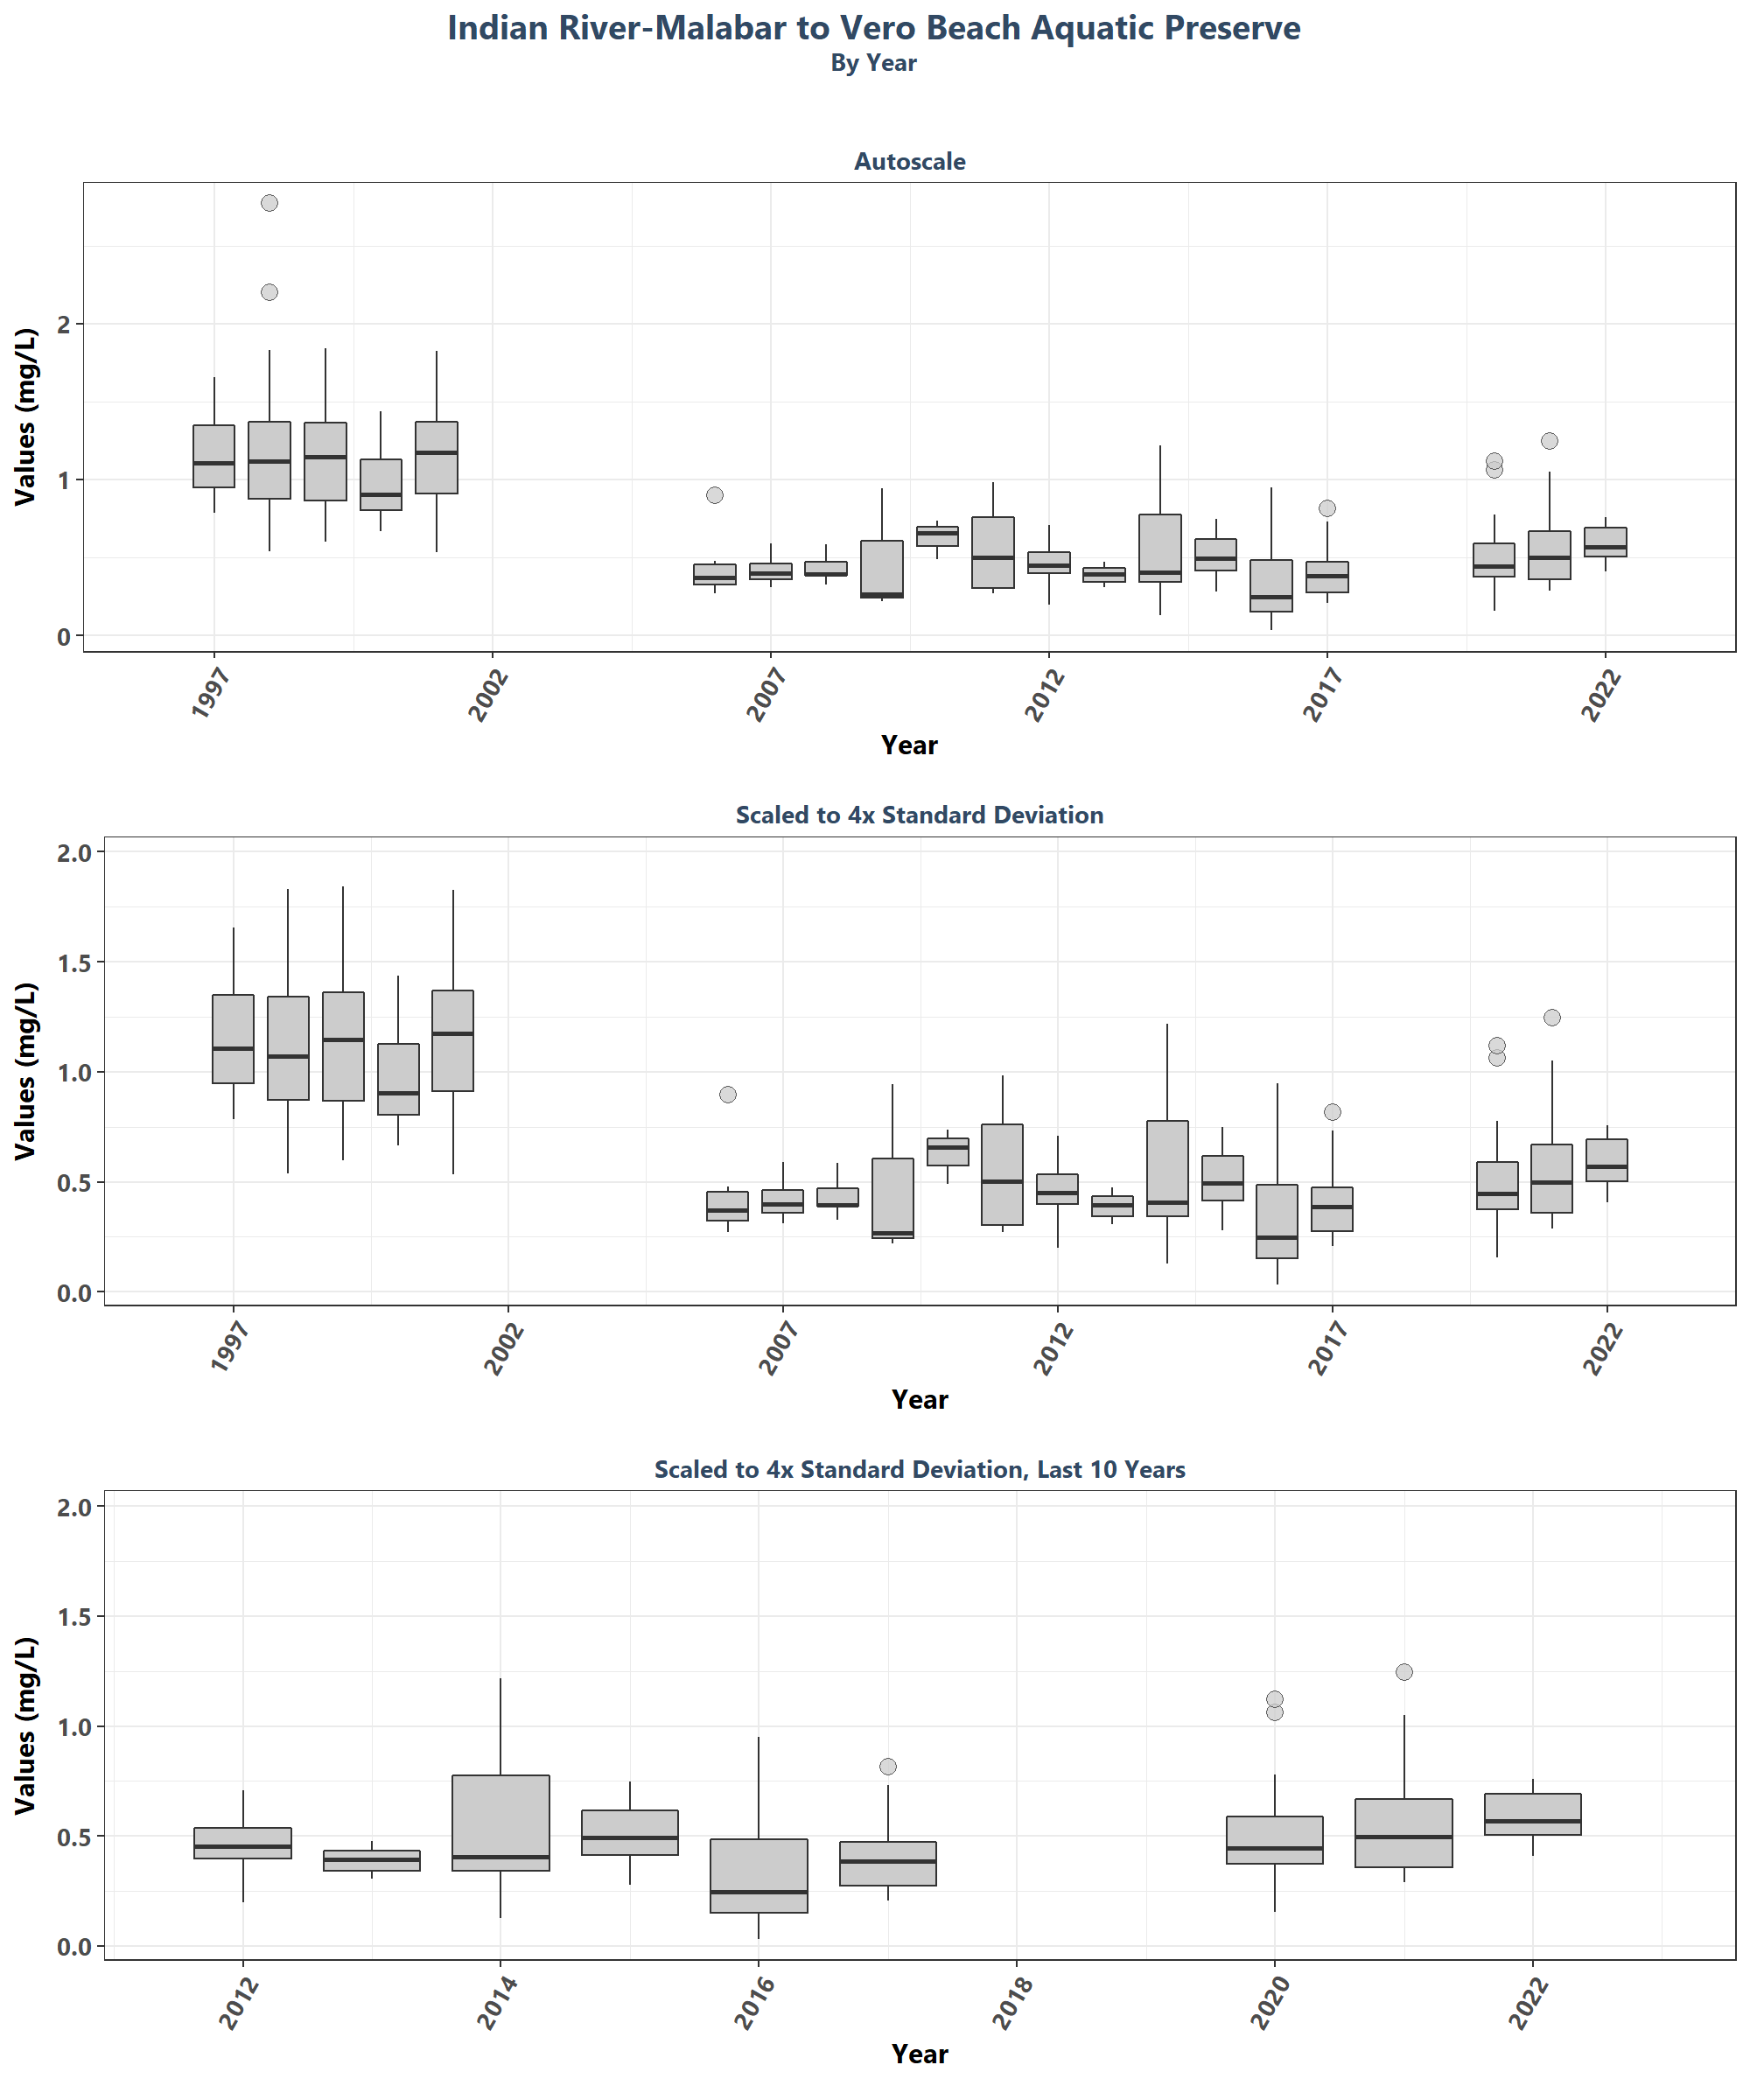 Indian River-Malabar to Vero Beach Aquatic Preserve
By Year
Autoscale
Values (mg/L)
2
1
0
1997 2002 2007 2012 2017 2022
Year
Scaled to 4x Standard Deviation
Values (mg/L)
2.0
1.5
1.0
0.5
0.0
1997 2002 2007 2012 2017 2022
Year
Scaled to 4x Standard Deviation, Last 10 Years
Values (mg/L)
2.0
1.5
1.0
0.5
0.0
2012 2014 2016 2018 2020 2022
Year